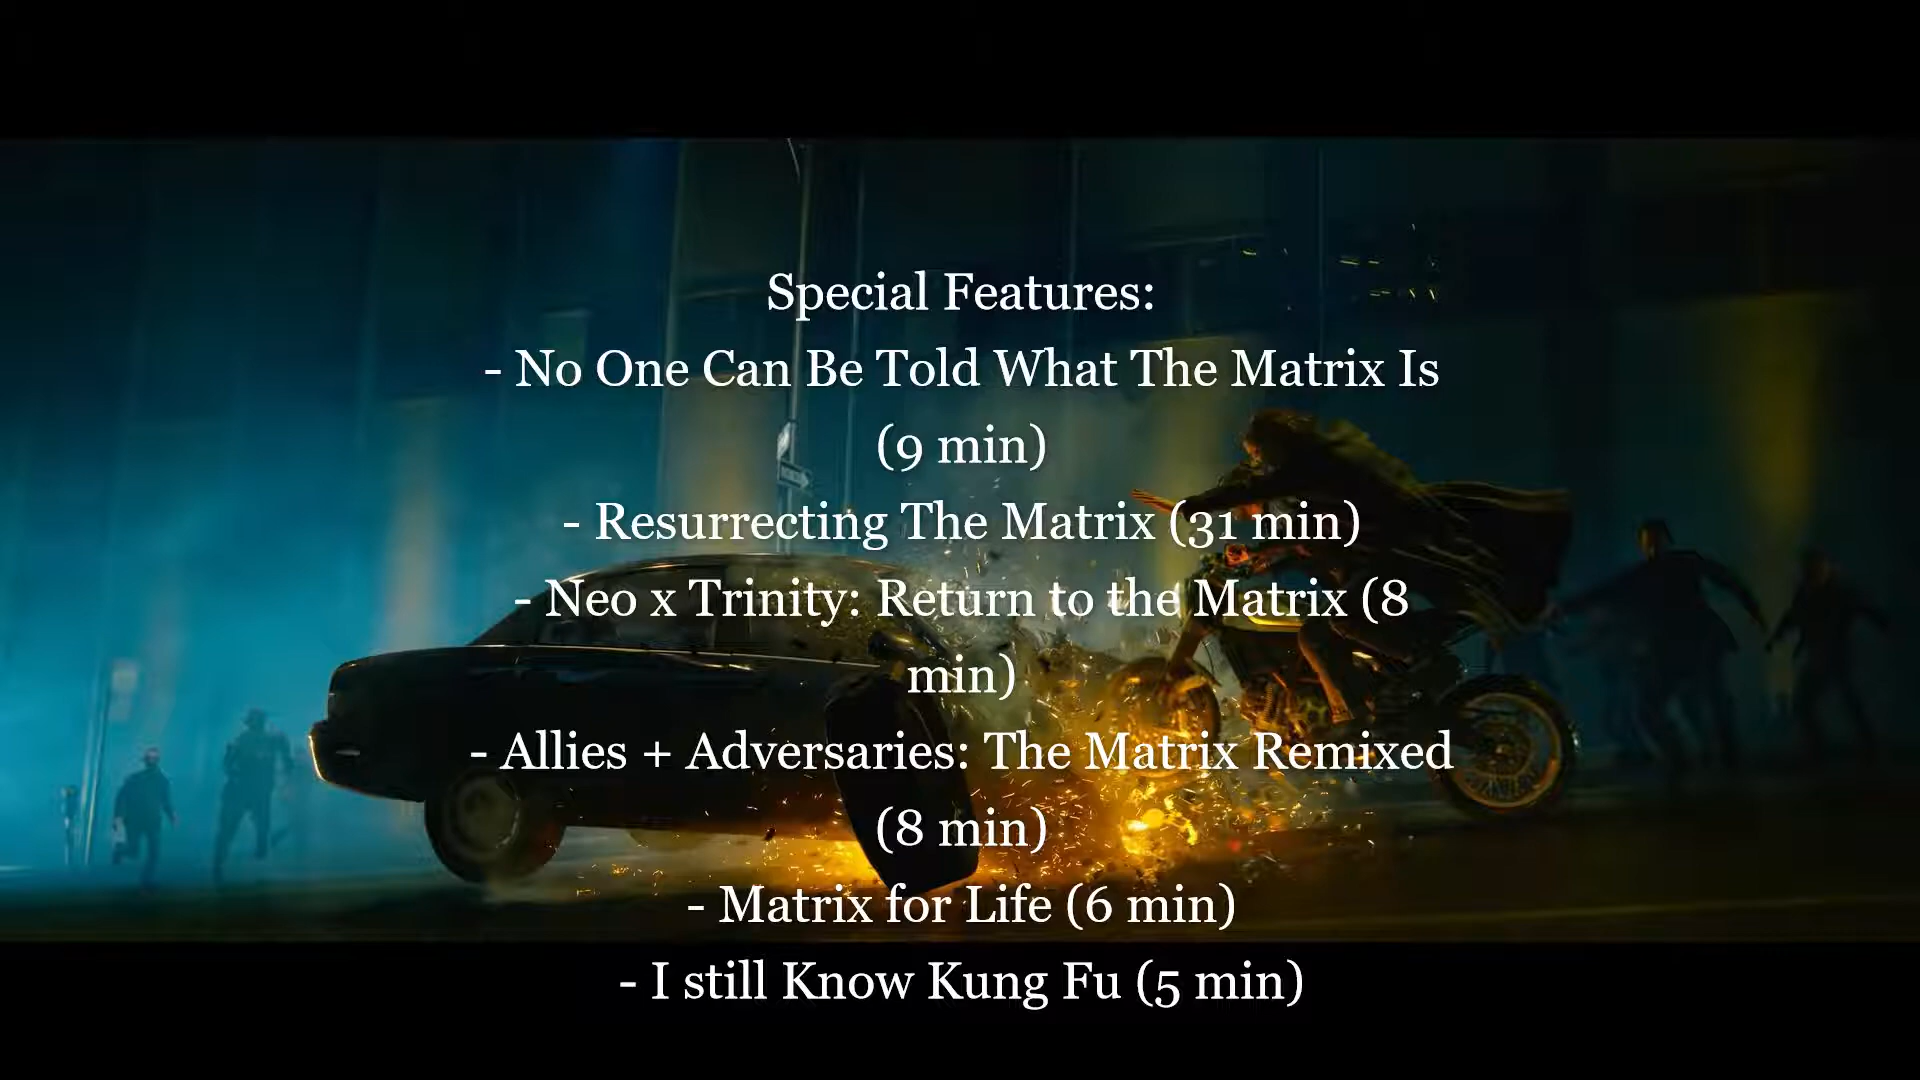 Special Features:
- No One Can Be Told What The Matrix Is
(9 min)
- Resurrecting The Matrix (31 min)
- Neo x Trinity: Return to the Matrix (8
min)
- Allies + Adversaries: The Matrix Remixed
(8 min)
- Matrix for Life (6 min)
- I still Know Kung Fu (5 min)